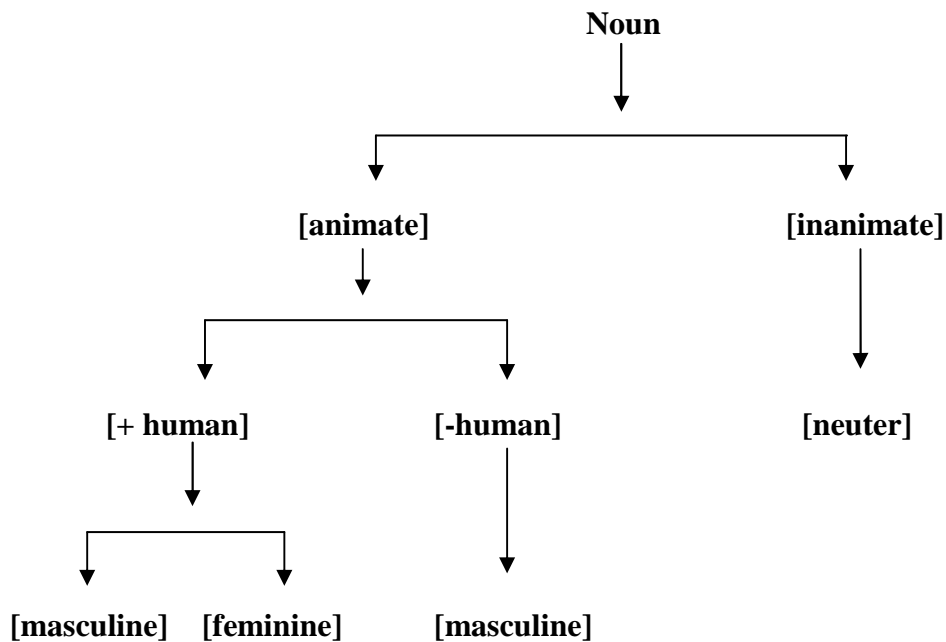 Noun
[animate] [inanimate]
[+ human] [-human] [neuter]
[masculine] [feminine] [masculine]